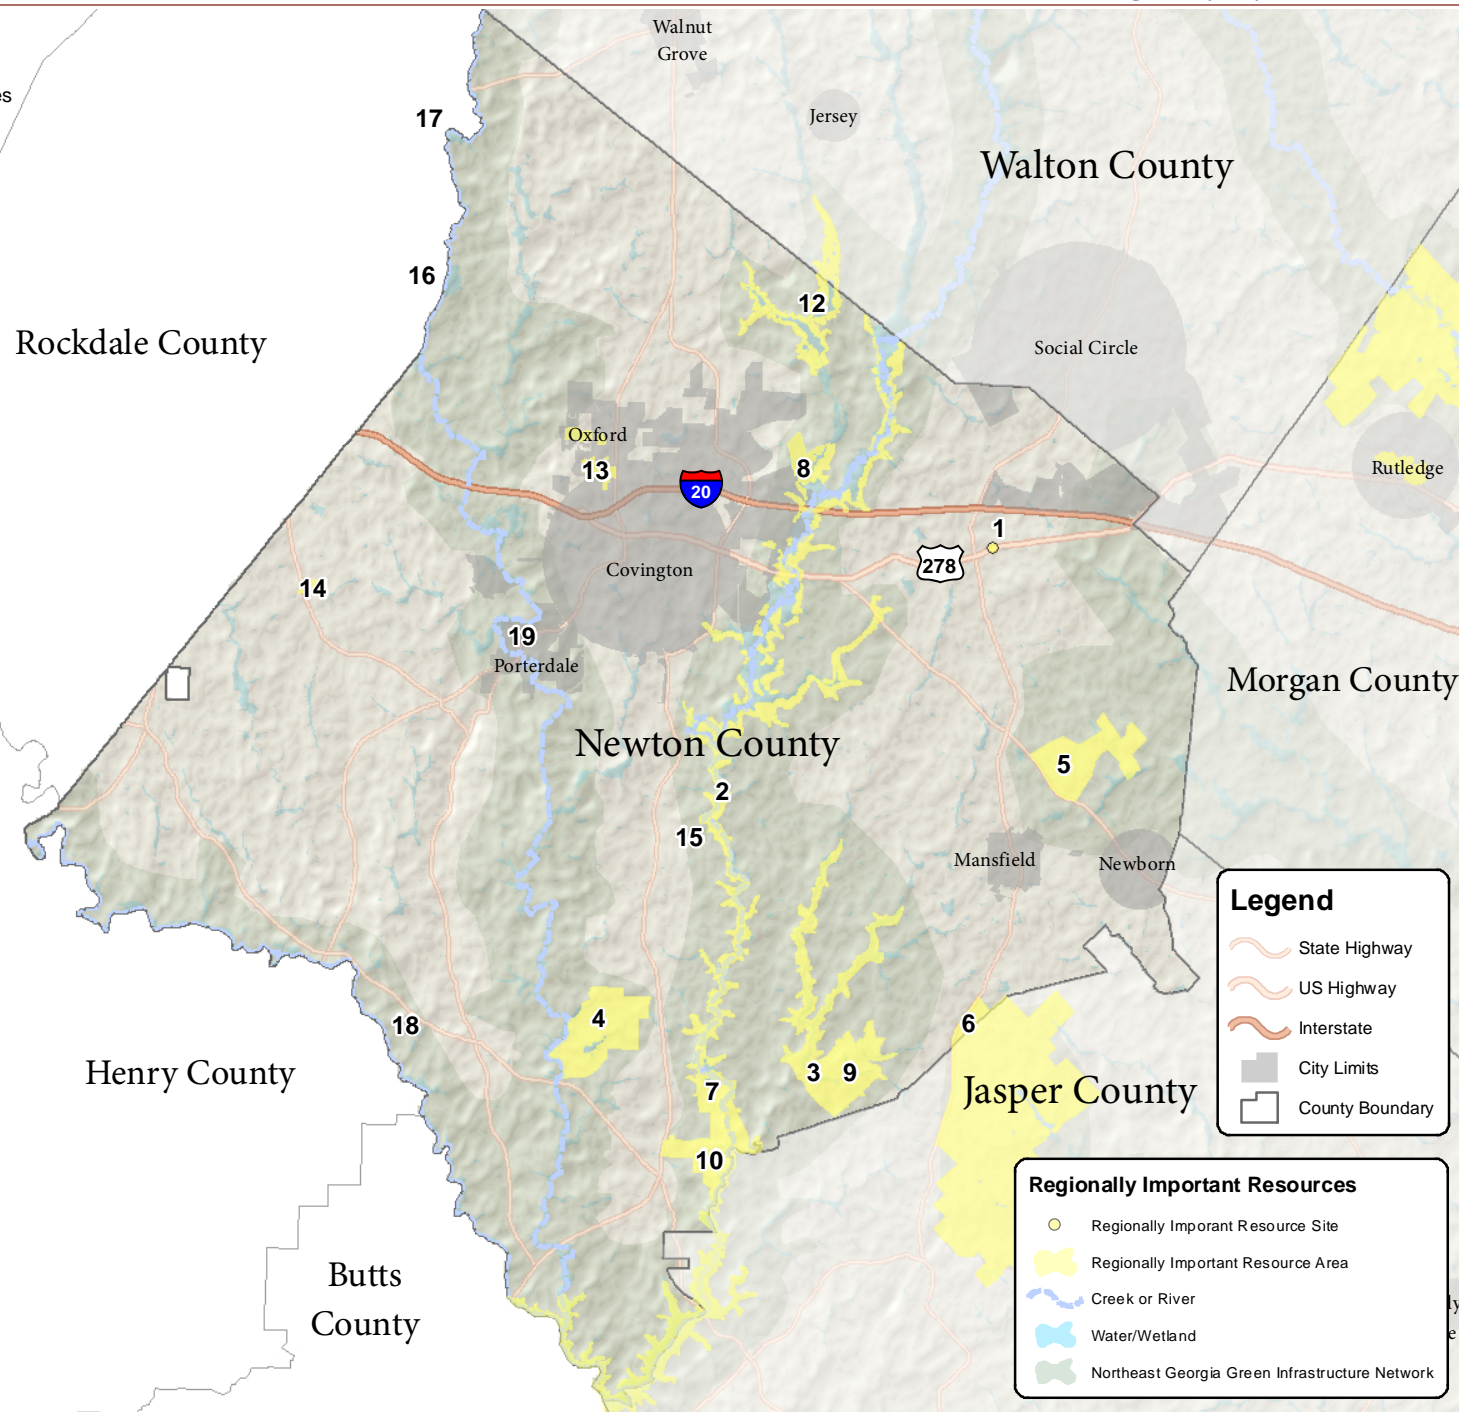 Walnut
Grove
es
17
Jersey
Walton County
16
12
Rockdale County
Social Circle
Oxford
13
8
Rutledge
20
1
278
Covington
14
19
Porterdale
Morgan County
Newton County
5
2
15
Mansfield
Newborn
4
18
6
3
9
7
Henry County
Jasper County
10
Butts
County
Legend
State Highway
US Highway
Interstate
City Limits
County Boundary
Regionally Important Resources
Regionally Imporant Resource Site
Regionally Important Resource Area
Creek or River
Water/Wetland
Northeast Georgia Green Infrastructure Network
ly
e